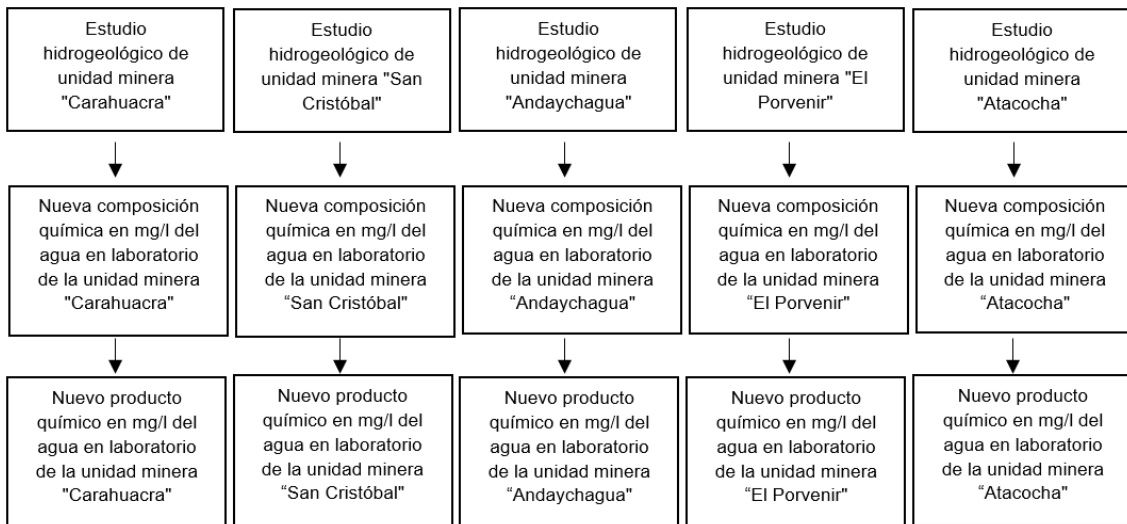 Estudio
hidrogeológico de
unidad minera
"Carahuacra"
Estudio
hidrogeológico de
unidad minera "San
Cristóbal"
Estudio
hidrogeológico de
unidad minera
"Andaychagua"
Estudio
hidrogeológico de
unidad minera "El
Porvenir"
Estudio
hidrogeológico de
unidad minera
"Atacocha"
Nueva composición
química en mg/l del
agua en laboratorio
de la unidad minera
"Carahuacra"
Nueva composición
química en mg/l del
agua en laboratorio
de la unidad minera
“San Cristóbal"
Nueva composición
química en mg/l del
agua en laboratorio
de la unidad minera
“Andaychagua"
Nueva composición
química en mg/l del
agua en laboratorio
de la unidad minera
“El Porvenir"
Nueva composición
química en mg/l del
agua en laboratorio
de la unidad minera
“Atacocha"
Nuevo producto
químico en mg/l del
agua en laboratorio
de la unidad minera
"Carahuacra"
Nuevo producto
químico en mg/l del
agua en laboratorio
de la unidad minera
“San Cristóbal"
Nuevo producto
químico en mg/l del
agua en laboratorio
de la unidad minera
“Andaychagua"
Nuevo producto
químico en mg/l del
agua en laboratorio
de la unidad minera
“El Porvenir"
Nuevo producto
químico en mg/l del
agua en laboratorio
de la unidad minera
“Atacocha"